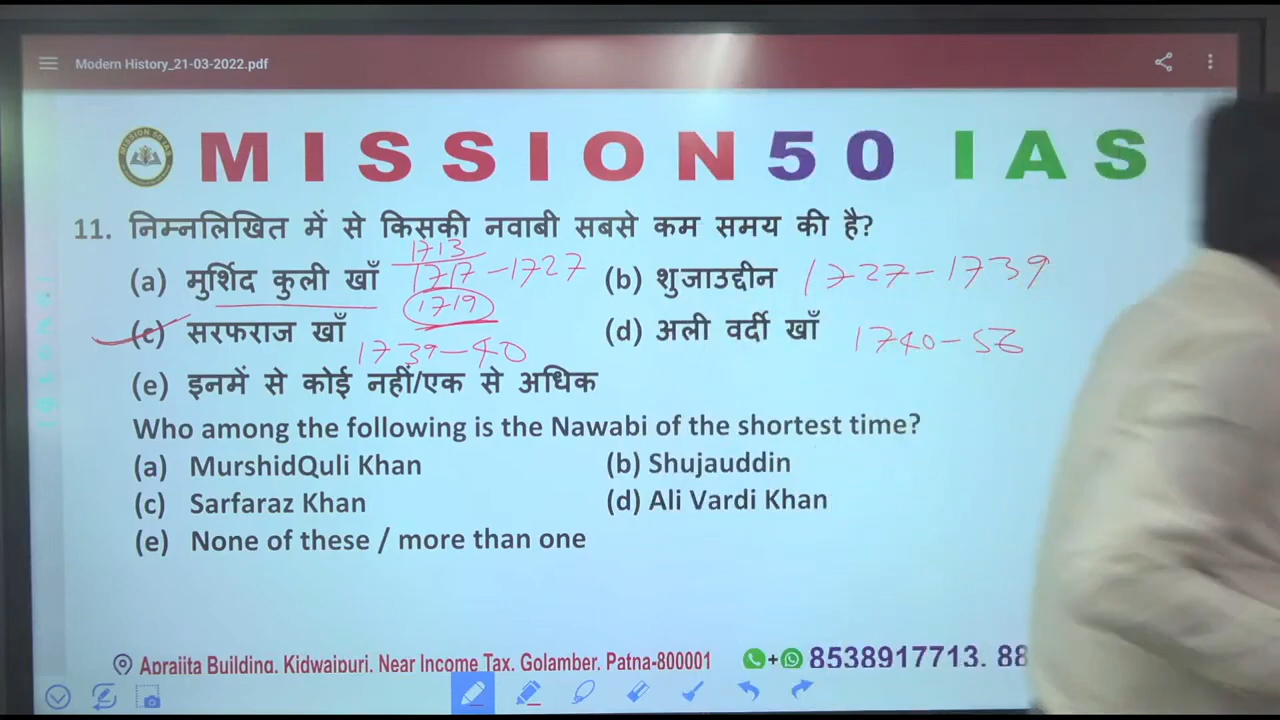 Modern History_21-03-2022.pdf
MISSION 50 IAS
11. निम्नलिखित में से किसकी नवाबी सबसे कम समय की है?
1713
(a) मुर्शिद कुली खाँ 1717-1727 (b) शुजाउद्दीन 1727-1739
1719
(c) सरफराज खाँ 1739-40 (d) अली वर्दी खाँ 1740-56
(e) इनमें से कोई नहीं/एक से अधिक
Who among the following is the Nawabi of the shortest time?
(a) MurshidQuli Khan (b) Shujauddin
(c) Sarfaraz Khan (d) Ali Vardi Khan
(e) None of these / more than one
Aprajita Building, Kidwaipuri, Near Income Tax, Golamber, Patna-800001 + 8538917713, 88